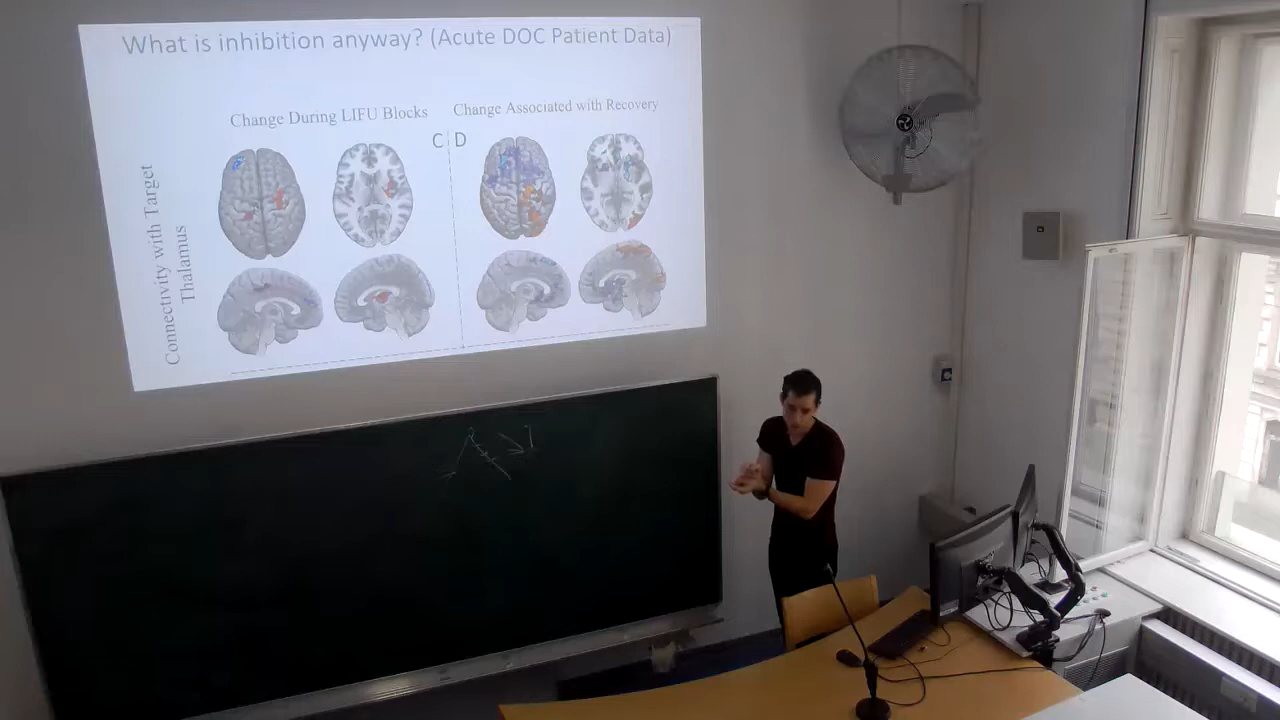 What is inhibition anyway? (Acute DOC Patient Data)
Change During LIFU Blocks
Change Associated with Recovery
C
D
Connectivity with Target
Thalamus